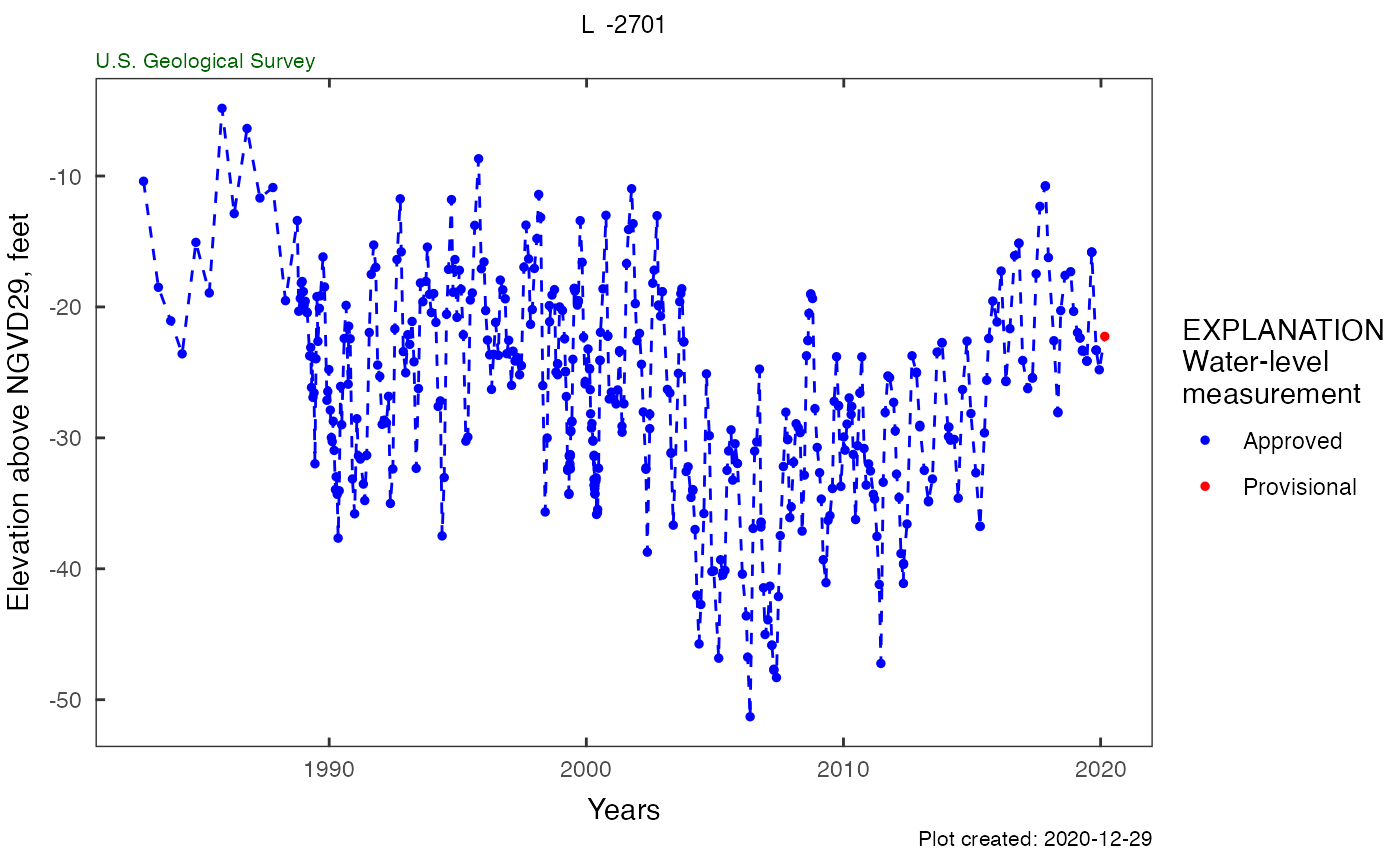 L  -2701
U.S. Geological Survey
Elevation above NGVD29, feet
-10
-20
-30
-40
-50
1990
2000
2010
2020
Years
EXPLANATION
Water-level
measurement
Approved
Provisional
Plot created: 2020-12-29